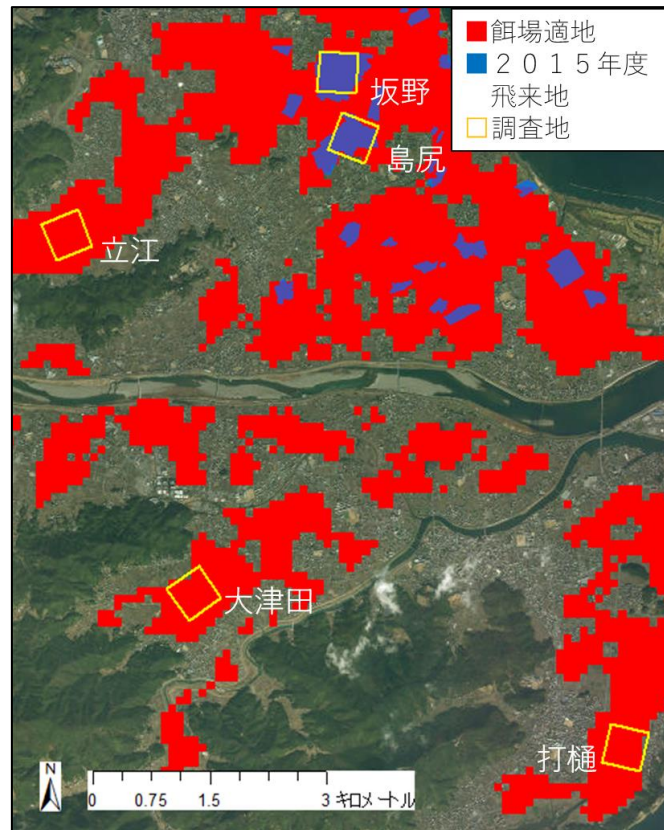 餌場適地
２０１５年度
飛来地
調査地
坂野
島尻
立江
大津田
打樋
N
0 0.75 1.5 3 キロメートル